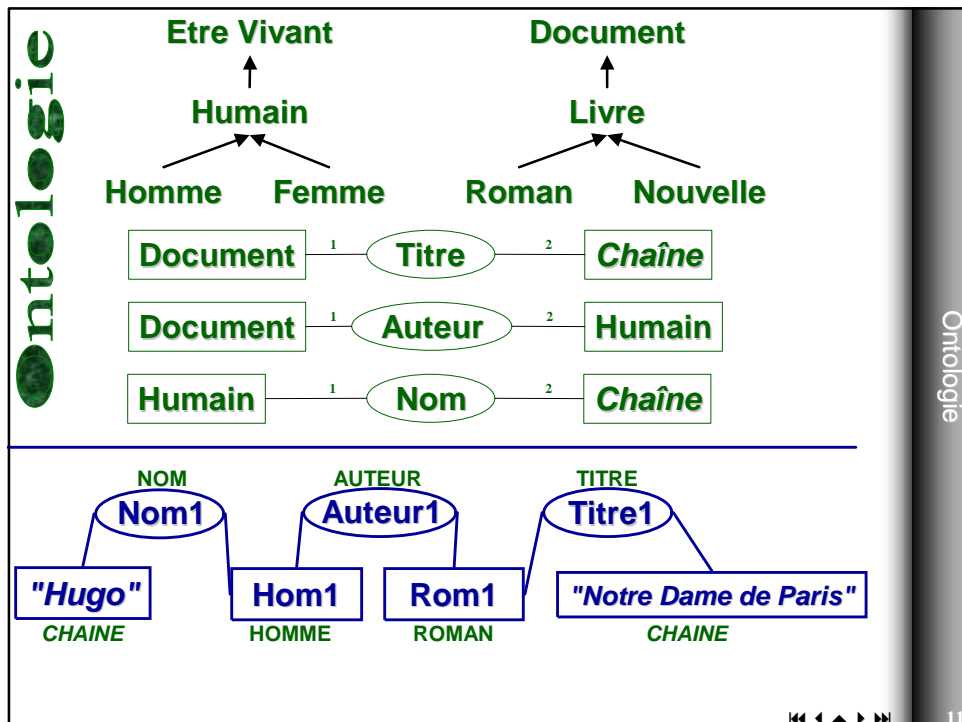 Ontologie
Etre Vivant Document
Humain Livre
Homme Femme Roman Nouvelle
Document 1 Titre 2 Chaîne
Document 1 Auteur 2 Humain
Humain 1 Nom 2 Chaîne
Ontologie
NOM AUTEUR TITRE
Nom1 Auteur1 Titre1
"Hugo" Hom1 Rom1 "Notre Dame de Paris"
CHAINE HOMME ROMAN CHAINE
11